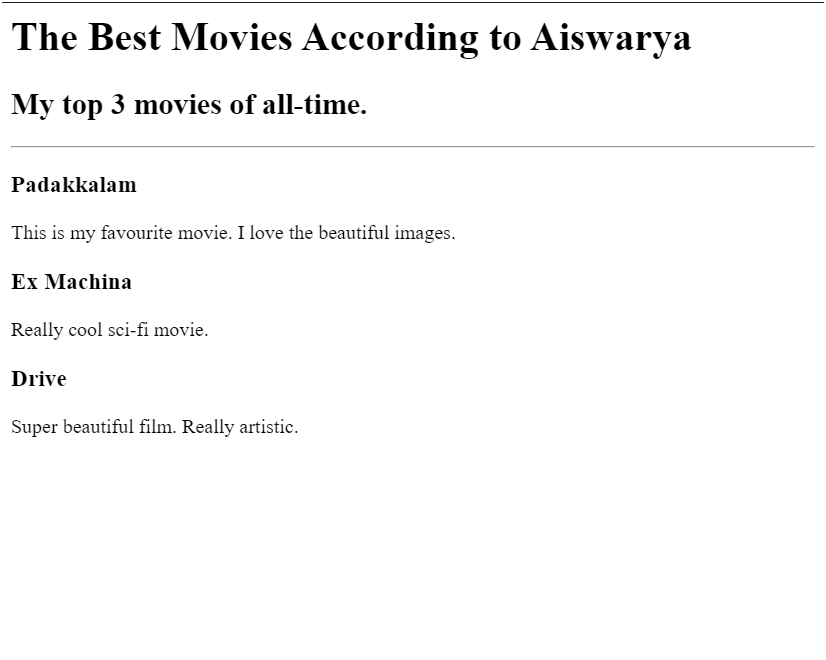 The Best Movies According to Aiswarya
My top 3 movies of all-time.
Padakkalam
This is my favourite movie. I love the beautiful images.
Ex Machina
Really cool sci-fi movie.
Drive
Super beautiful film. Really artistic.